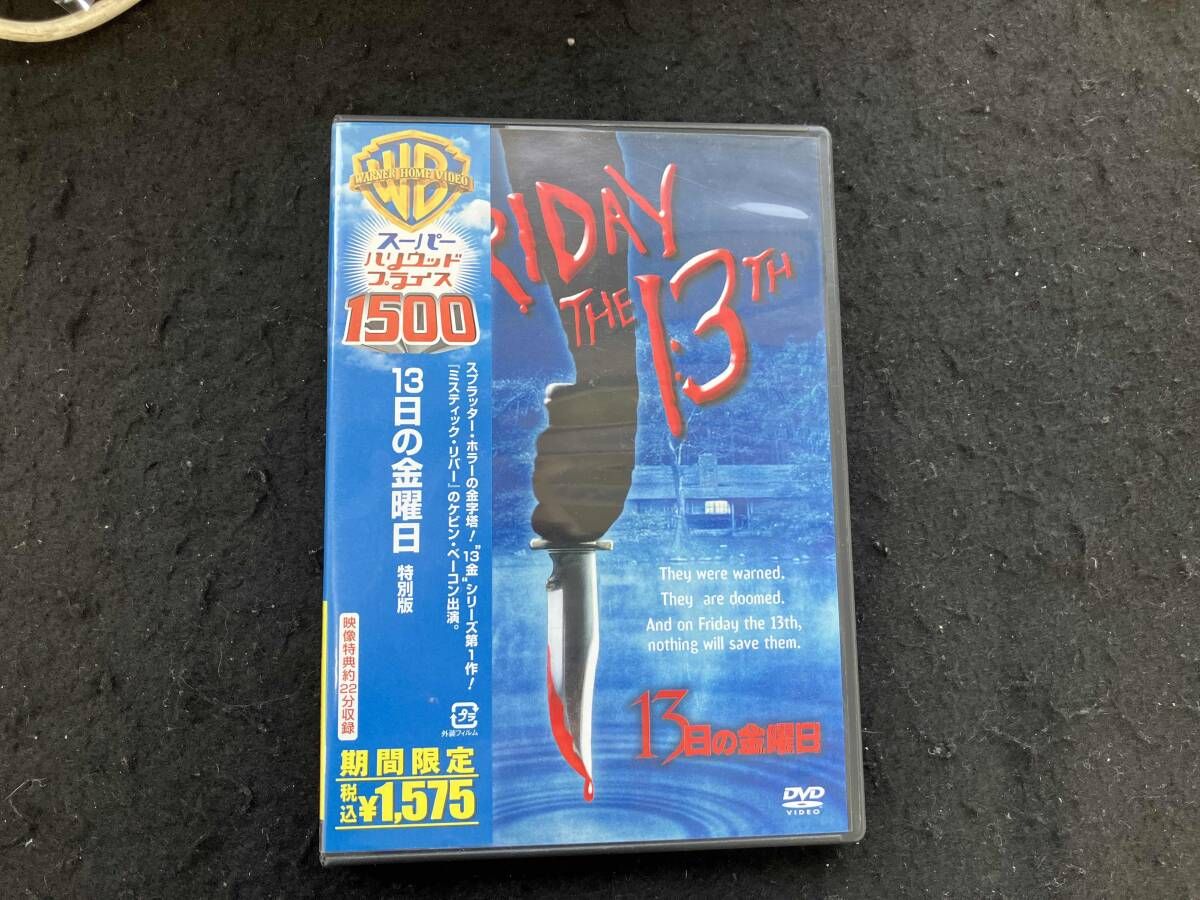 WB
WARNER HOME VIDEO
スーパー
ハリウッド
プライス
1500
スプラッター・ホラーの金字塔！“13金”シリーズ第1作！
『ミスティック・リバー』のケビン・ベーコン出演。
13日の金曜日 特別版
映像特典約22分収録
プラ
外装フィルム
期間限定
税込¥1,575
RIDAY
THE 13TH
They were warned.
They are doomed.
And on Friday the 13th,
nothing will save them.
13日の金曜日
DVD
VIDEO